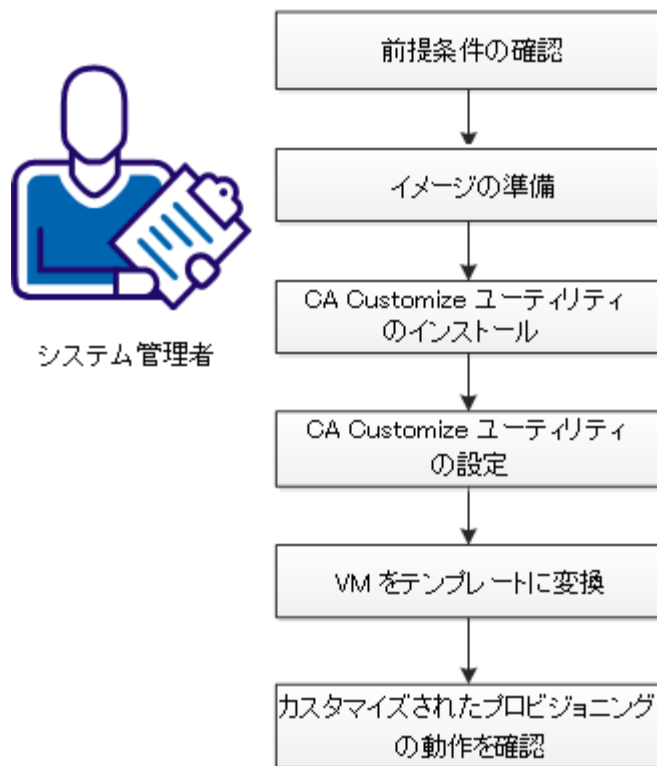 前提条件の確認
イメージの準備
CA Customize ユーティリティ
のインストール
システム管理者
CA Customize ユーティリティ
の設定
VM をテンプレートに変換
カスタマイズされたプロビジョニング
の動作を確認